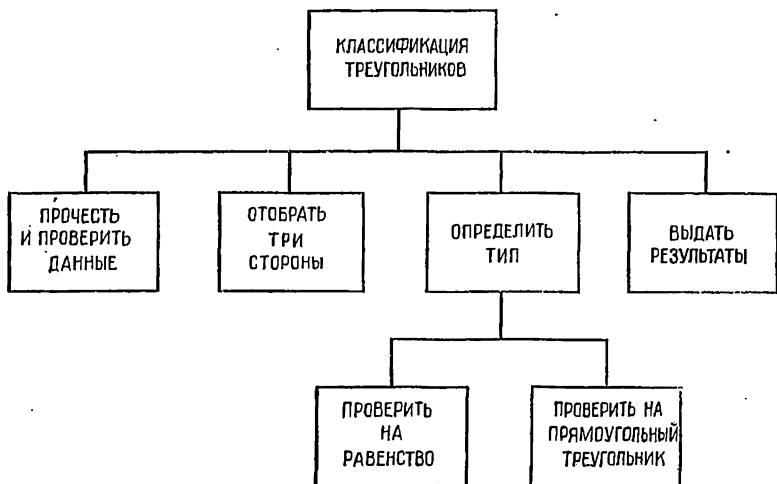 КЛАССИФИКАЦИЯ
ТРЕУГОЛЬНИКОВ
ПРОЧЕСТЬ
И ПРОВЕРИТЬ
ДАННЫЕ
ОТОБРАТЬ
ТРИ
СТОРОНЫ
ОПРЕДЕЛИТЬ
ТИП
ВЫДАТЬ
РЕЗУЛЬТАТЫ
ПРОВЕРИТЬ
НА
РАВЕНСТВО
ПРОВЕРИТЬ НА
ПРЯМОУГОЛЬНЫЙ
ТРЕУГОЛЬНИК